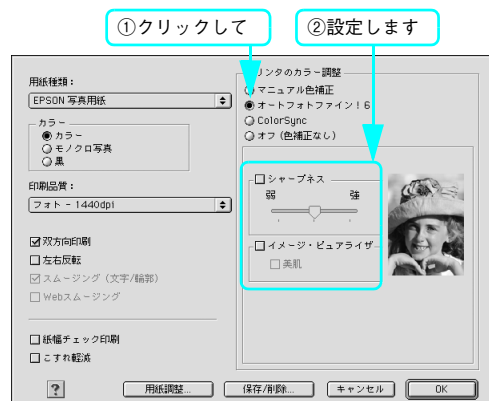 ①クリックして
②設定します
用紙種類：
EPSON 写真用紙
カラー
カラー
モノクロ写真
黒
印刷品質：
フォト - 1440dpi
双方向印刷
左右反転
スムージング（文字/輪郭）
Webスムージング
紙幅チェック印刷
こすれ軽減
リンタのカラー調整
マニュアル色補正
オートフォトファイン！6
ColorSync
オフ（色補正なし）
シャープネス
弱 強
イメージ・ピュアライザ
美肌
?
用紙調整...
保存/削除...
キャンセル
OK